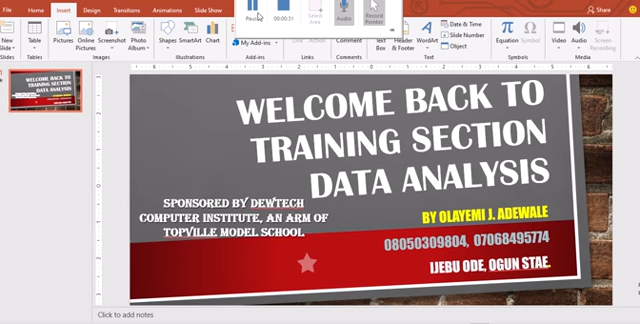 File Home Insert Design Transitions Animations Slide Show
Pause 00:00:31 Select Area Audio Record Pointer
New Slide Table Pictures Online Pictures Screenshot Photo Album Shapes SmartArt Chart My Add-ins Text Box Header & Footer WordArt Date & Time Slide Number Object Equation Symbol Video Audio Screen Recording
Slides Tables Images Illustrations Add-ins Links Comments Text Symbols Media
WELCOME BACK TO
TRAINING SECTION
DATA ANALYSIS
SPONSORED BY DEWTECH
COMPUTER INSTITUTE, AN ARM OF
TOPVILLE MODEL SCHOOL.
BY OLAYEMI J. ADEWALE
08050309804, 07068495774
IJEBU ODE, OGUN STAE.
Click to add notes